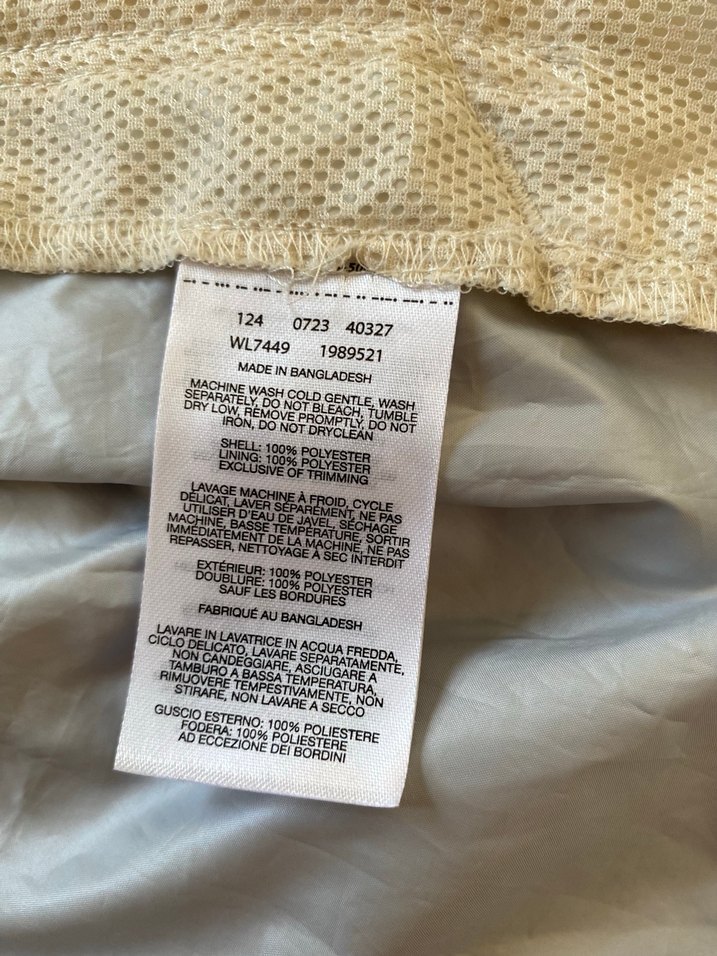 124 0723 40327
WL7449 1989521
MADE IN BANGLADESH
MACHINE WASH COLD GENTLE, WASH
SEPARATELY, DO NOT BLEACH, TUMBLE
DRY LOW, REMOVE PROMPTLY, DO NOT
IRON, DO NOT DRYCLEAN
SHELL: 100% POLYESTER
LINING: 100% POLYESTER
EXCLUSIVE OF TRIMMING
LAVAGE MACHINE À FROID, CYCLE
DÉLICAT, LAVER SÉPARÉMENT, NE PAS
UTILISER D'EAU DE JAVEL, SÉCHAGE
MACHINE, BASSE TEMPÉRATURE, SORTIR
IMMÉDIATEMENT DE LA MACHINE, NE PAS
REPASSER, NETTOYAGE À SEC INTERDIT
EXTÉRIEUR: 100% POLYESTER
DOUBLURE: 100% POLYESTER
SAUF LES BORDURES
FABRIQUÉ AU BANGLADESH
LAVARE IN LAVATRICE IN ACQUA FREDDA,
CICLO DELICATO, LAVARE SEPARATAMENTE,
NON CANDEGGIARE, ASCIUGARE A
TAMBURO A BASSA TEMPERATURA,
RIMUOVERE TEMPESTIVAMENTE, NON
STIRARE, NON LAVARE A SECCO
GUSCIO ESTERNO: 100% POLIESTERE
FODERA: 100% POLIESTERE
AD ECCEZIONE DEI BORDINI